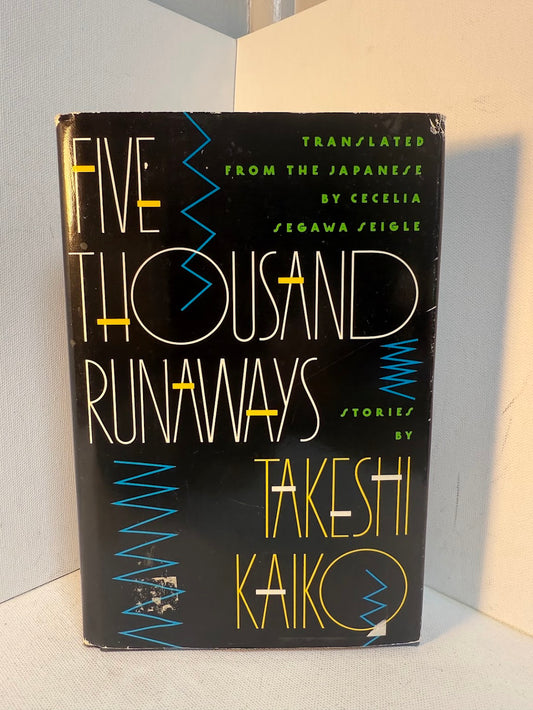 FIVE
THOUSAND
RUNAWAYS
TRANSLATED
FROM THE JAPANESE
BY CECELIA
SEGAWA SEIGLE
STORIES
BY
TAKESHI
KAIKO